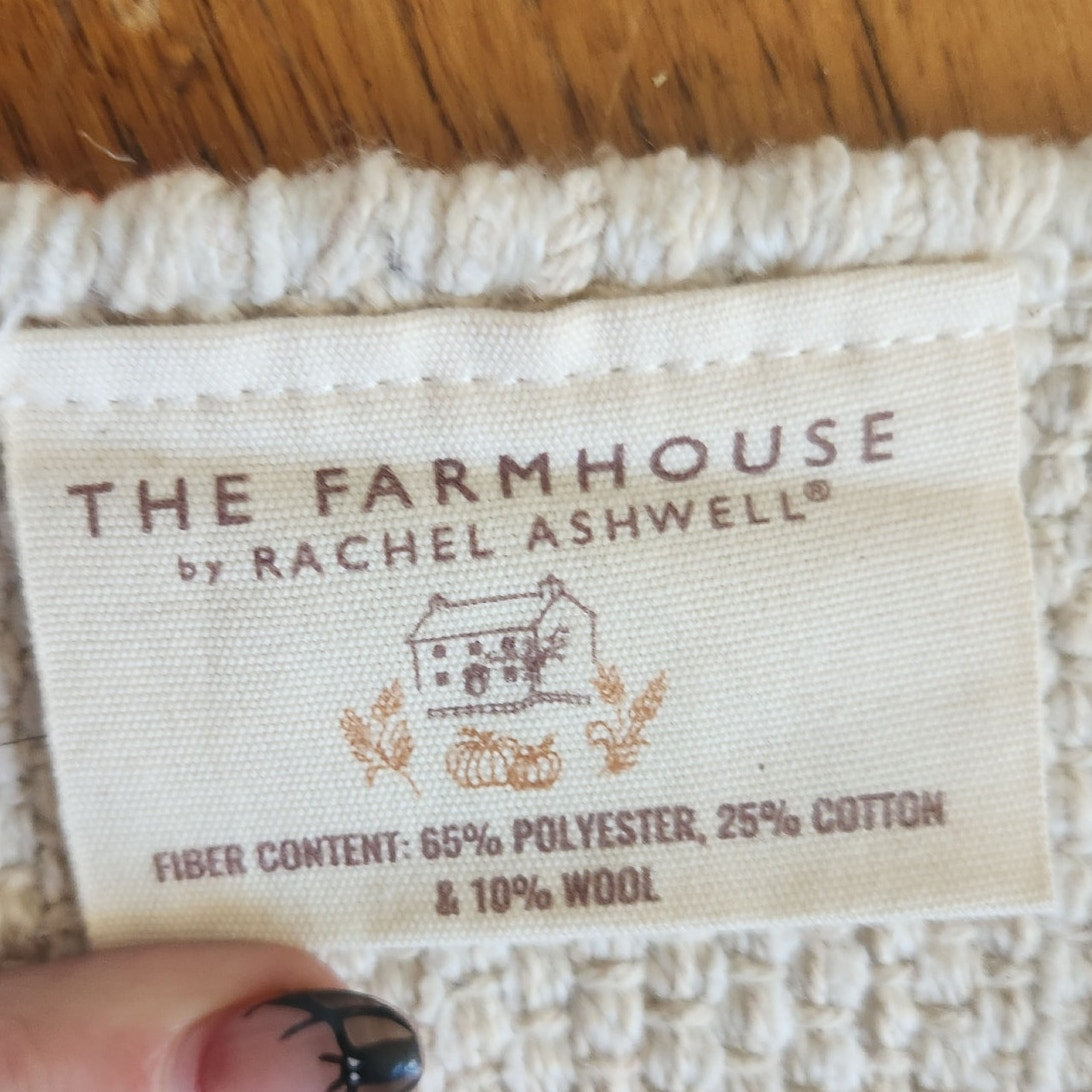 THE FARMHOUSE
by RACHEL ASHWELL®
FIBER CONTENT: 65% POLYESTER, 25% COTTON
& 10% WOOL